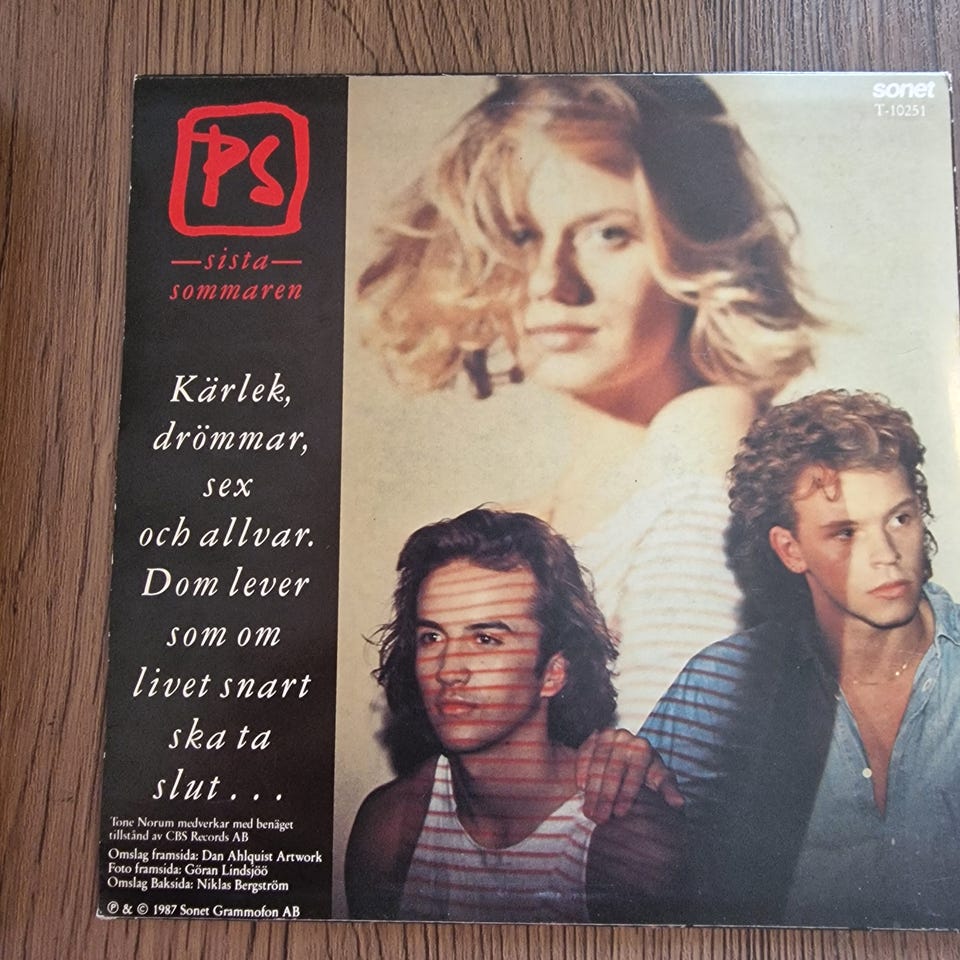 PS
—sista—
sommaren
Kärlek,
drömmar,
sex
och allvar.
Dom lever
som om
livet snart
ska ta
slut . . .
Tone Norum medverkar med benäget
tillstånd av CBS Records AB
Omslag framsida: Dan Ahlquist Artwork
Foto framsida: Göran Lindsjöö
Omslag Baksida: Niklas Bergström
℗ & © 1987 Sonet Grammofon AB
sonet
T-10251